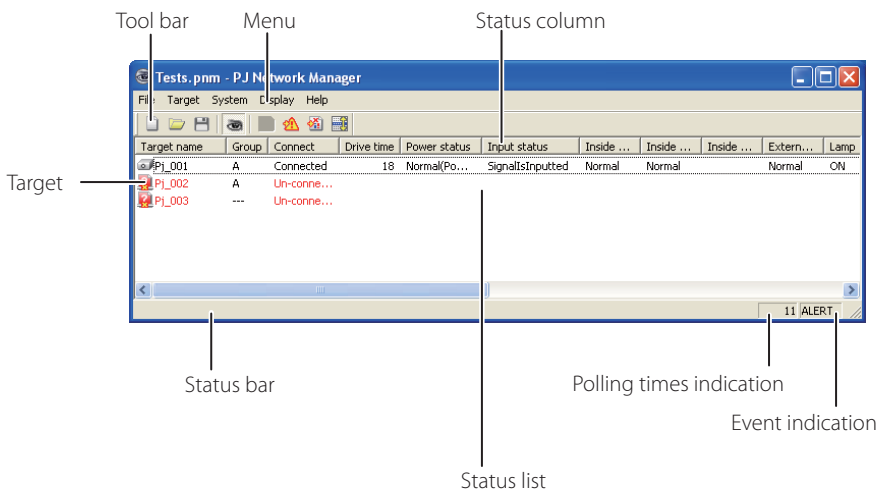 Tool bar Menu Status column
Tests.pnm - PJ Network Manager
File Target System Display Help
Target name Group Connect Drive time Power status Input status Inside ... Inside ... Inside ... Extern... Lamp
Pj_001 A Connected 18 Normal(Po... SignalIsInputted Normal Normal Normal ON
Target
Pj_002 A Un-conne...
Pj_003 --- Un-conne...
11 ALERT
Status bar Polling times indication
Event indication
Status list